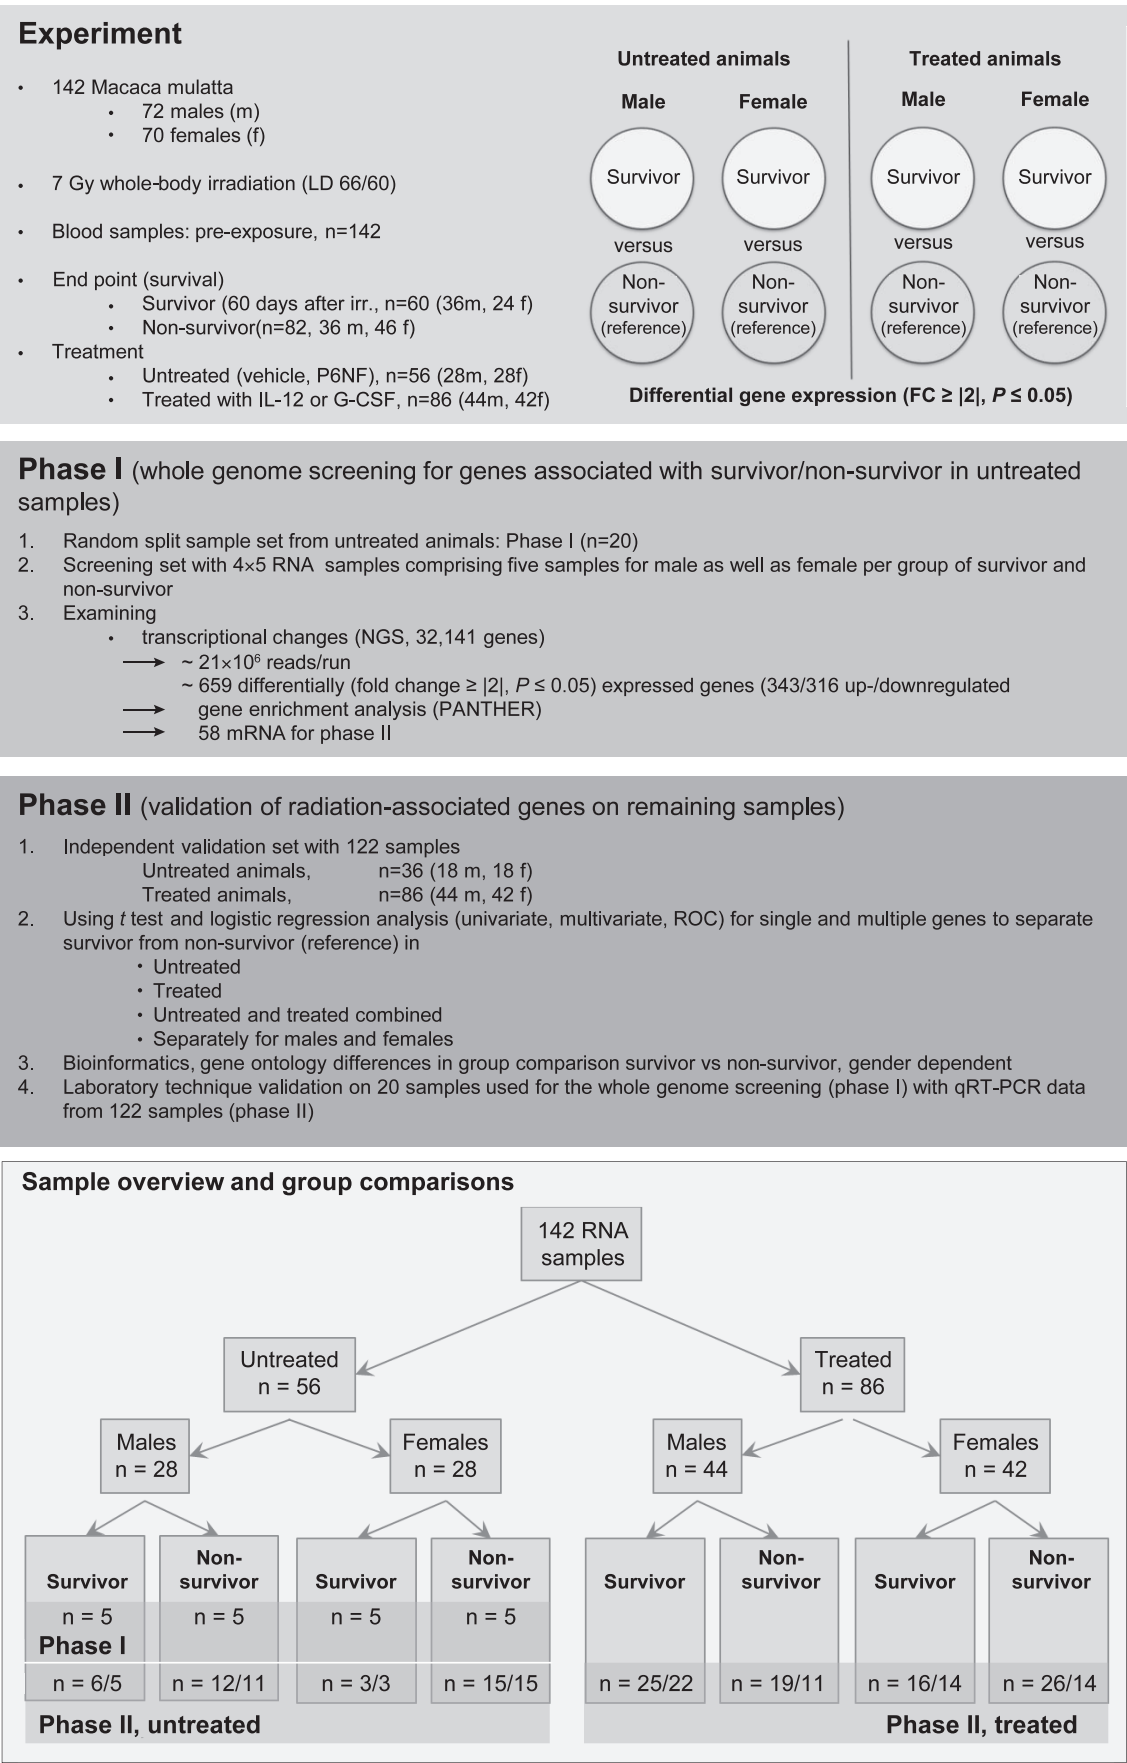 Experiment
• 142 Macaca mulatta
• 72 males (m)
• 70 females (f)
• 7 Gy whole-body irradiation (LD 66/60)
• Blood samples: pre-exposure, n=142
• End point (survival)
• Survivor (60 days after irr., n=60 (36m, 24 f)
• Non-survivor(n=82, 36 m, 46 f)
• Treatment
• Untreated (vehicle, P6NF), n=56 (28m, 28f)
• Treated with IL-12 or G-CSF, n=86 (44m, 42f)
Untreated animals Treated animals
Male Female Male Female
Survivor Survivor Survivor Survivor
versus versus versus versus
Non- Non- Non- Non-
survivor survivor survivor survivor
(reference) (reference) (reference) (reference)
Differential gene expression (FC ≥ |2|, P ≤ 0.05)
Phase I (whole genome screening for genes associated with survivor/non-survivor in untreated
samples)
1. Random split sample set from untreated animals: Phase I (n=20)
2. Screening set with 4×5 RNA samples comprising five samples for male as well as female per group of survivor and
non-survivor
3. Examining
• transcriptional changes (NGS, 32,141 genes)
→ ~ 21×10⁶ reads/run
~ 659 differentially (fold change ≥ |2|, P ≤ 0.05) expressed genes (343/316 up-/downregulated
→ gene enrichment analysis (PANTHER)
→ 58 mRNA for phase II
Phase II (validation of radiation-associated genes on remaining samples)
1. Independent validation set with 122 samples
Untreated animals, n=36 (18 m, 18 f)
Treated animals, n=86 (44 m, 42 f)
2. Using t test and logistic regression analysis (univariate, multivariate, ROC) for single and multiple genes to separate
survivor from non-survivor (reference) in
• Untreated
• Treated
• Untreated and treated combined
• Separately for males and females
3. Bioinformatics, gene ontology differences in group comparison survivor vs non-survivor, gender dependent
4. Laboratory technique validation on 20 samples used for the whole genome screening (phase I) with qRT-PCR data
from 122 samples (phase II)
Sample overview and group comparisons
142 RNA
samples
Untreated Treated
n = 56 n = 86
Males Females Males Females
n = 28 n = 28 n = 44 n = 42
Non- Non- Non- Non-
Survivor survivor Survivor survivor Survivor survivor Survivor survivor
n = 5 n = 5 n = 5 n = 5
Phase I
n = 6/5 n = 12/11 n = 3/3 n = 15/15 n = 25/22 n = 19/11 n = 16/14 n = 26/14
Phase II, untreated Phase II, treated